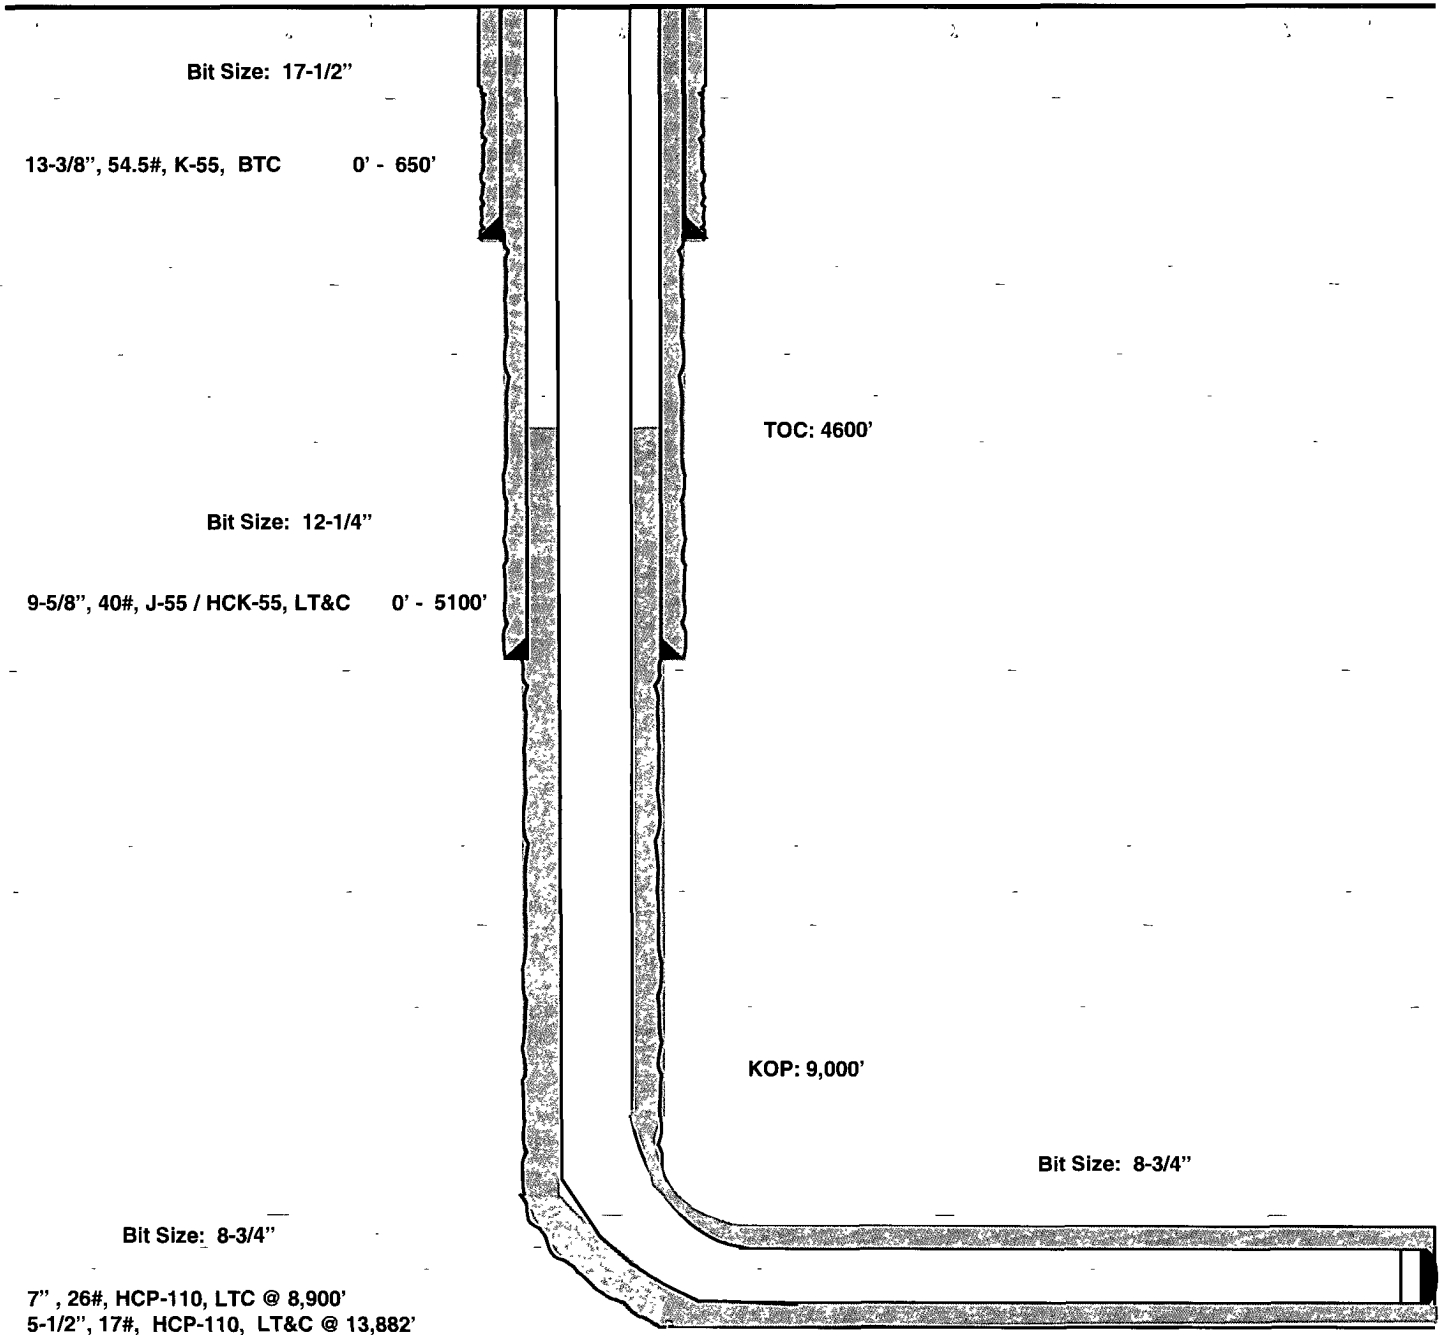 Bit Size: 17-1/2"
13-3/8", 54.5#, K-55, BTC 0' - 650'
TOC: 4600'
Bit Size: 12-1/4"
9-5/8", 40#, J-55 / HCK-55, LT&C 0' - 5100'
KOP: 9,000'
Bit Size: 8-3/4"
Bit Size: 8-3/4"
7" , 26#, HCP-110, LTC @ 8,900'
5-1/2", 17#, HCP-110, LT&C @ 13,882'